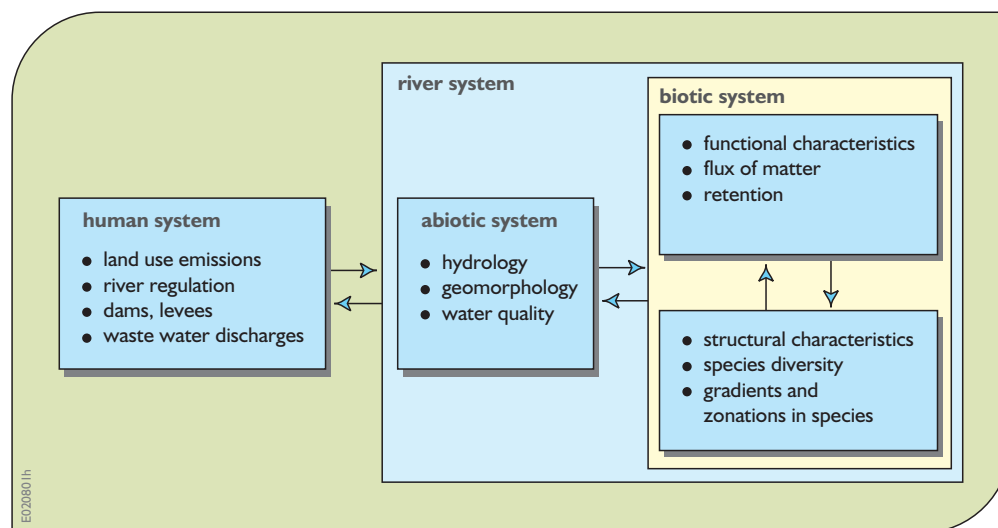 river system
biotic system
● functional characteristics
● flux of matter
● retention
human system
● land use emissions
● river regulation
● dams, levees
● waste water discharges
abiotic system
● hydrology
● geomorphology
● water quality
● structural characteristics
● species diversity
● gradients and
zonations in species
E020801h